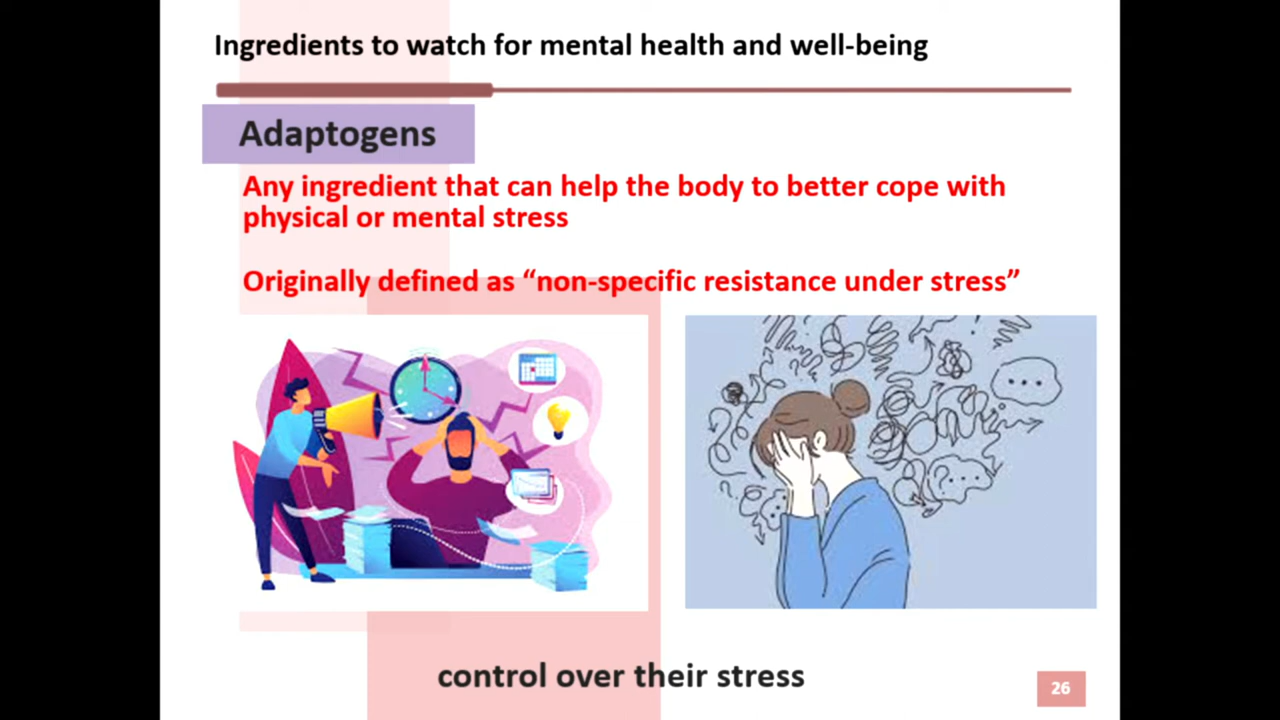 Ingredients to watch for mental health and well-being
Adaptogens
Any ingredient that can help the body to better cope with
physical or mental stress
Originally defined as “non-specific resistance under stress”
control over their stress
26